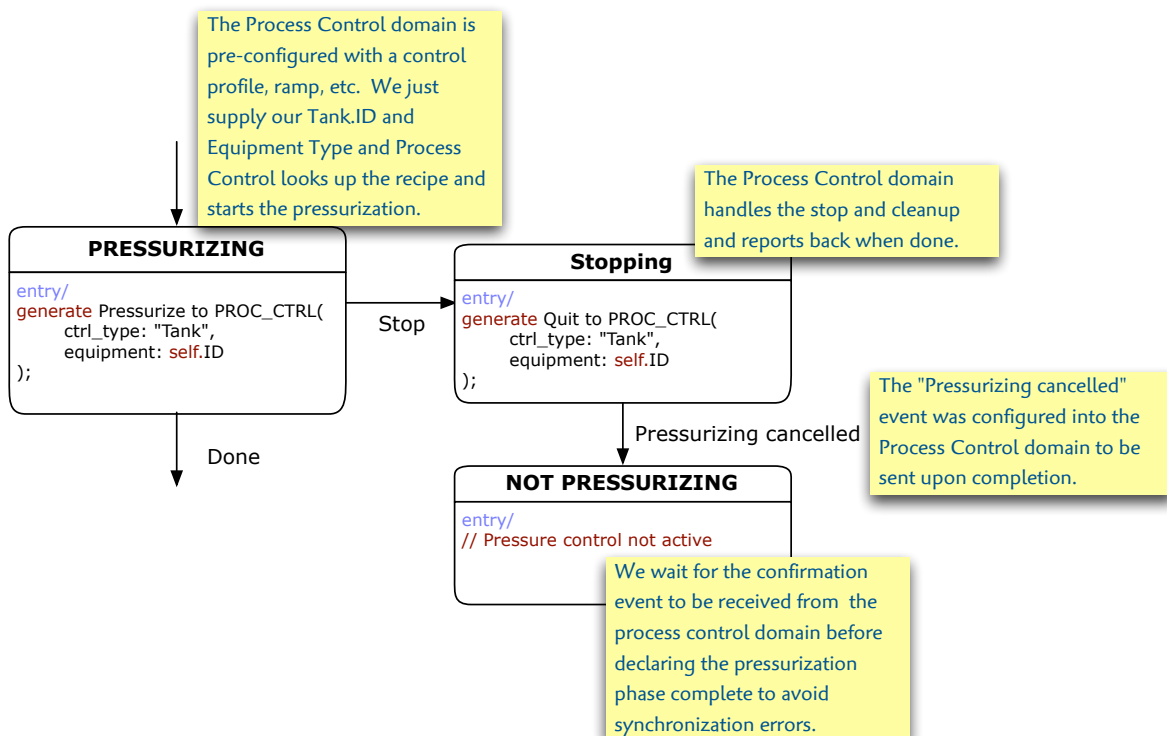 The Process Control domain is
pre-configured with a control
profile, ramp, etc.  We just
supply our Tank.ID and
Equipment Type and Process
Control looks up the recipe and
starts the pressurization.
The Process Control domain
handles the stop and cleanup
and reports back when done.
PRESSURIZING
entry/
generate Pressurize to PROC_CTRL(
ctrl_type: "Tank",
equipment: self.ID
);
Stop
Stopping
entry/
generate Quit to PROC_CTRL(
ctrl_type: "Tank",
equipment: self.ID
);
The "Pressurizing cancelled"
event was configured into the
Process Control domain to be
sent upon completion.
Done
Pressurizing cancelled
NOT PRESSURIZING
entry/
// Pressure control not active
We wait for the confirmation
event to be received from  the
process control domain before
declaring the pressurization
phase complete to avoid
synchronization errors.